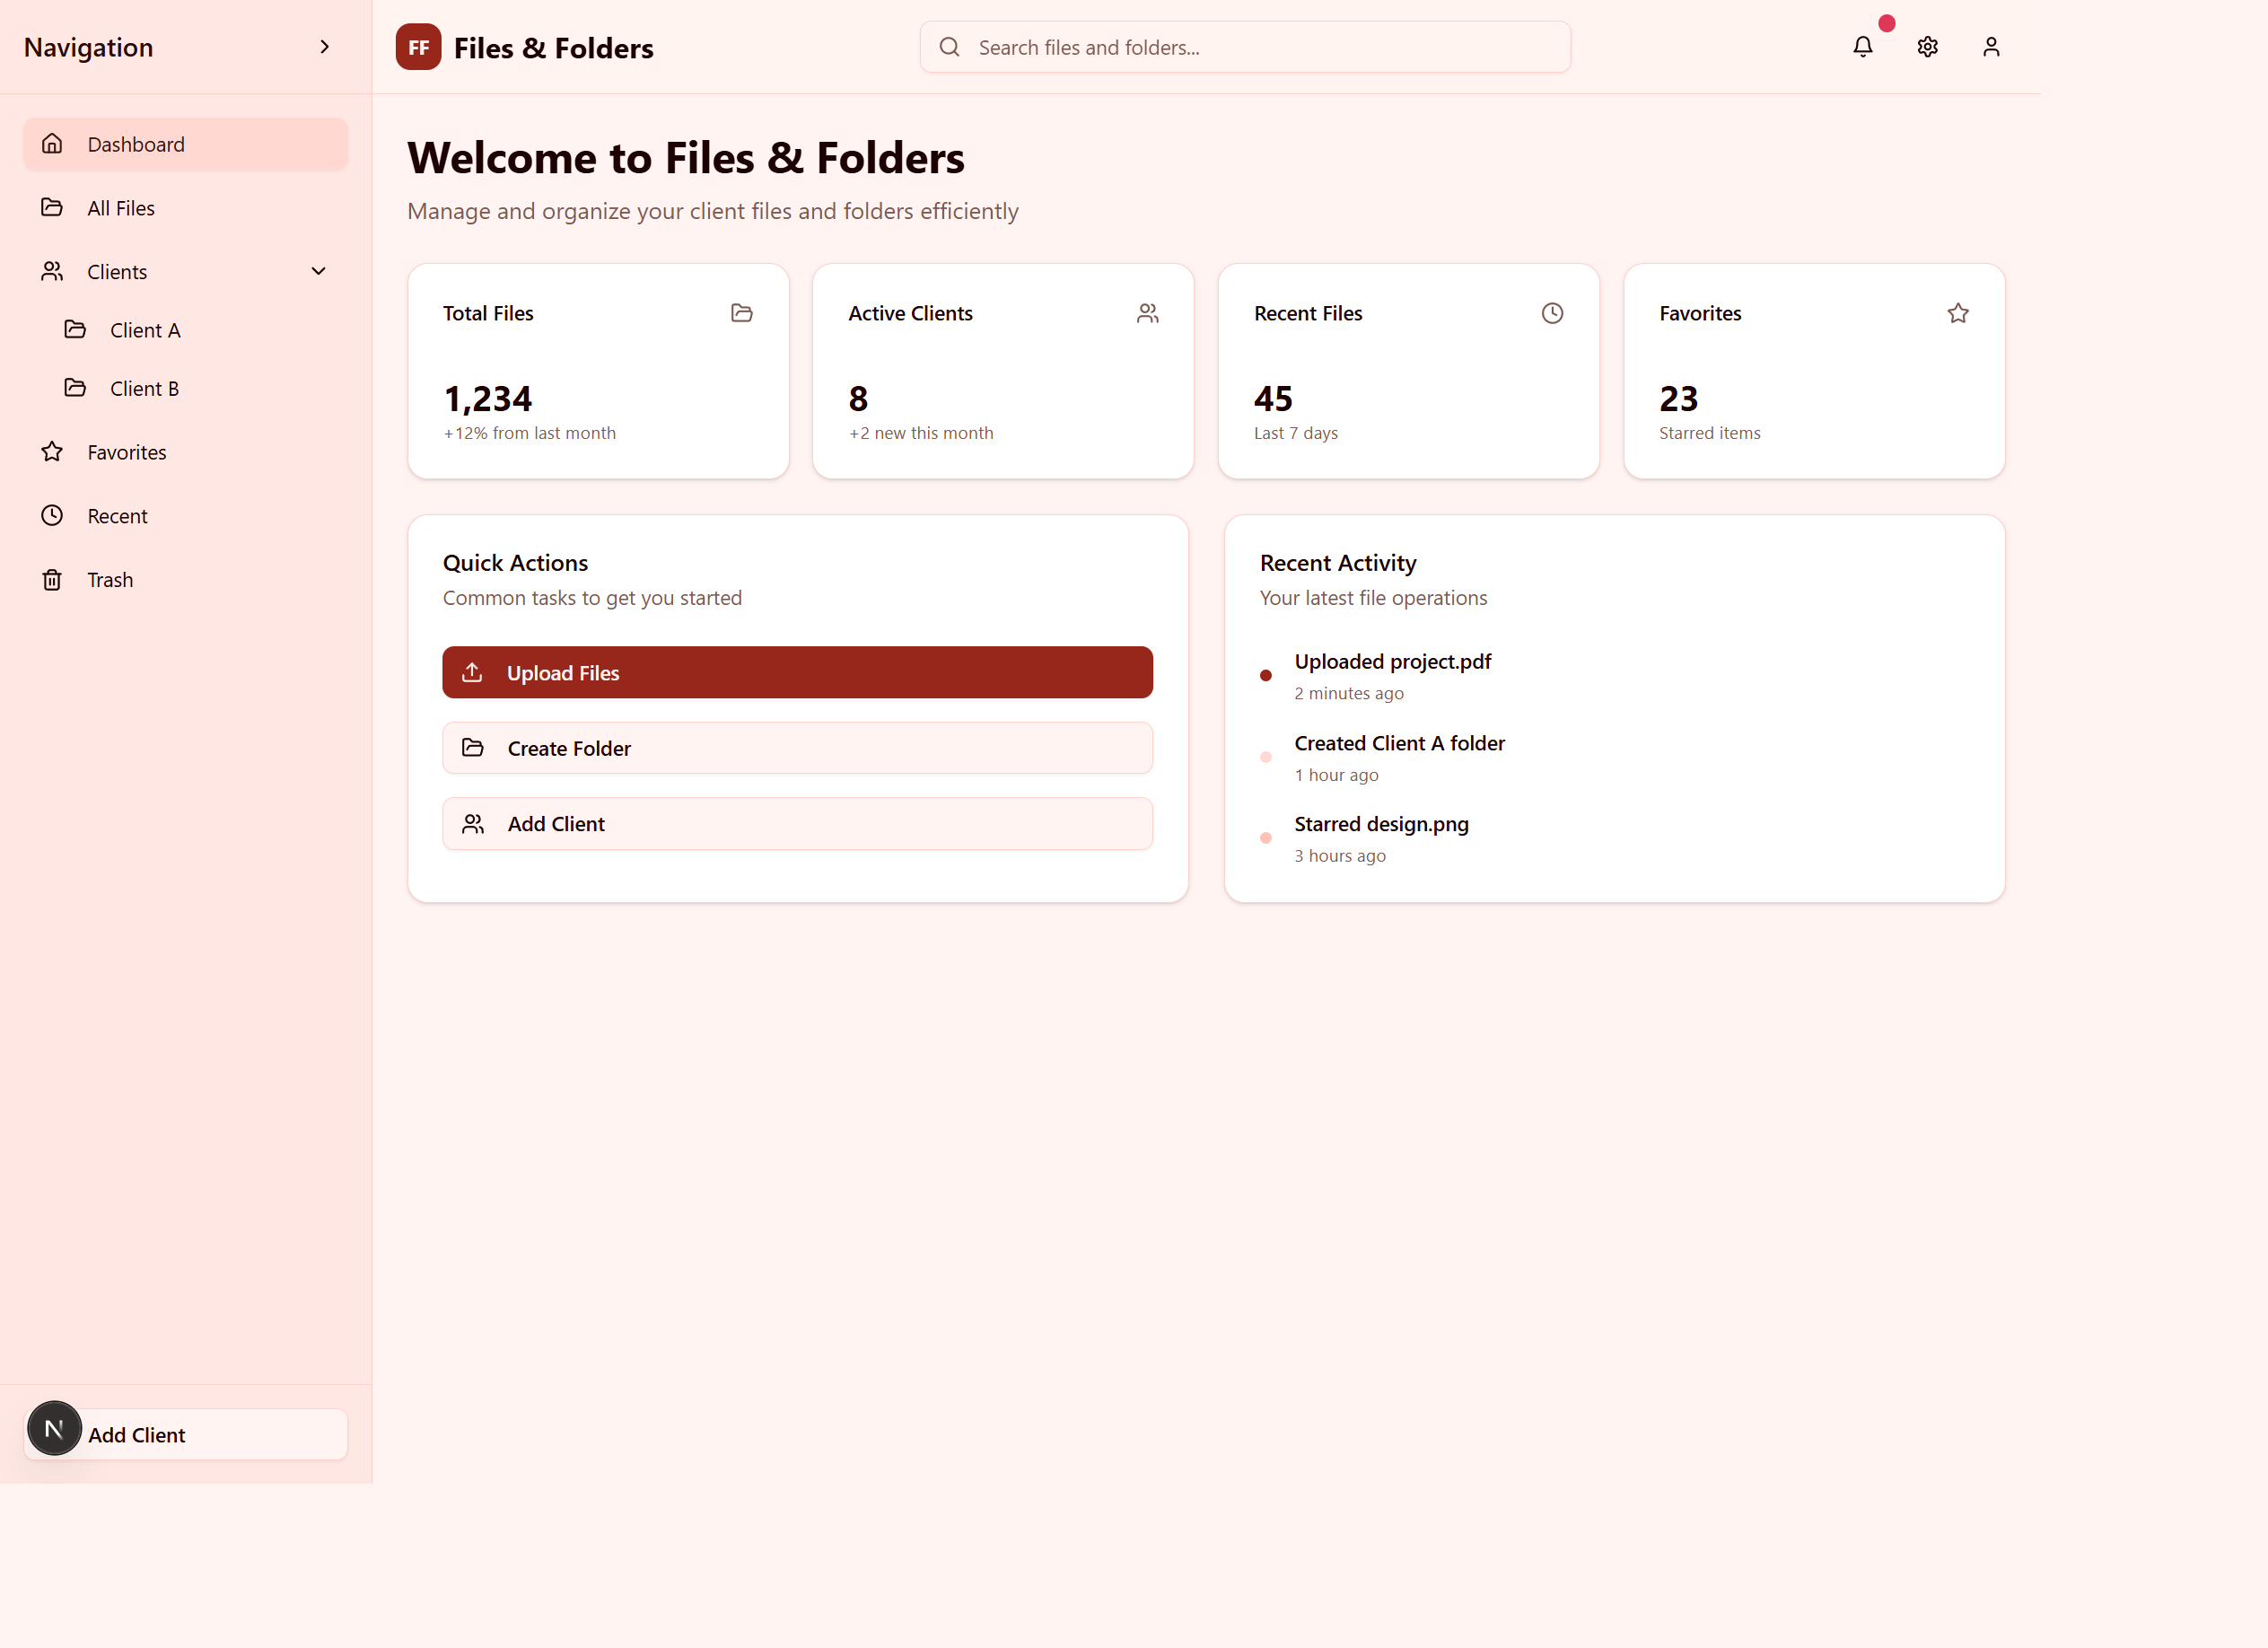 Navigation
FF Files & Folders
Search files and folders...
Dashboard
All Files
Clients
Client A
Client B
Favorites
Recent
Trash
N Add Client
Welcome to Files & Folders
Manage and organize your client files and folders efficiently
Total Files
1,234
+12% from last month
Active Clients
8
+2 new this month
Recent Files
45
Last 7 days
Favorites
23
Starred items
Quick Actions
Common tasks to get you started
Upload Files
Create Folder
Add Client
Recent Activity
Your latest file operations
Uploaded project.pdf
2 minutes ago
Created Client A folder
1 hour ago
Starred design.png
3 hours ago